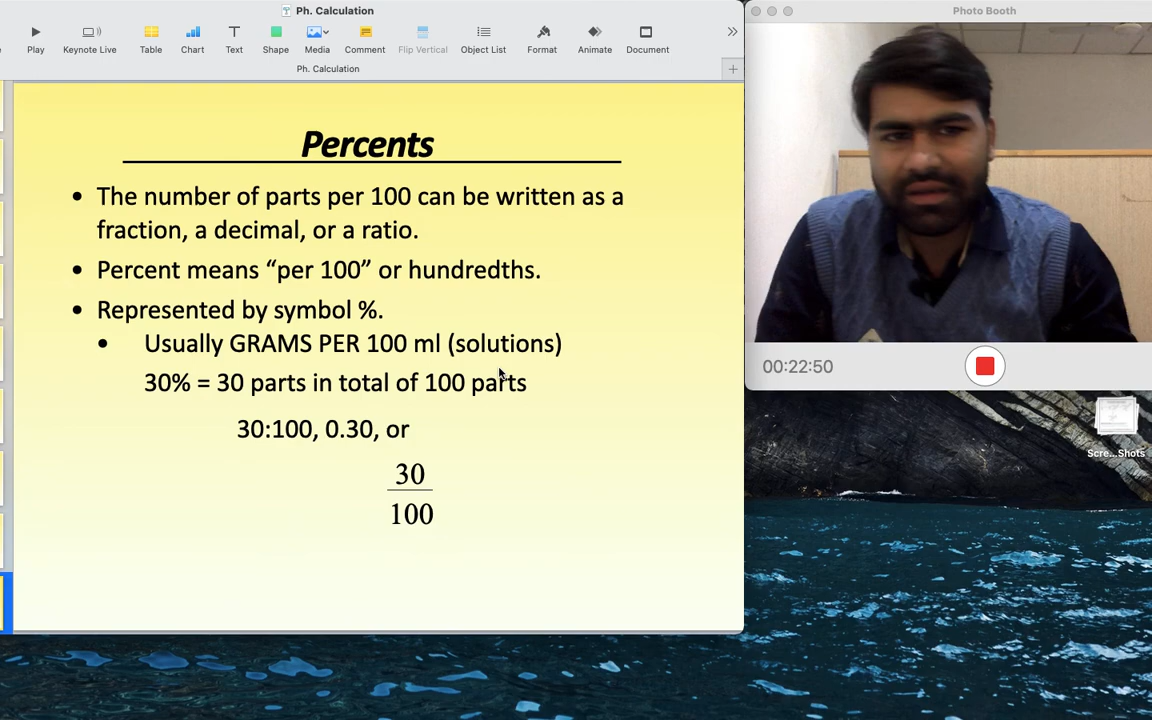 Ph. Calculation
Photo Booth
Play
Keynote Live
Table
Chart
Text
Shape
Media
Comment
Flip Vertical
Object List
Format
Animate
Document
Ph. Calculation
Percents
• The number of parts per 100 can be written as a
fraction, a decimal, or a ratio.
• Percent means “per 100” or hundredths.
• Represented by symbol %.
• Usually GRAMS PER 100 ml (solutions)
30% = 30 parts in total of 100 parts
30:100, 0.30, or
30
100
00:22:50
Scre...Shots